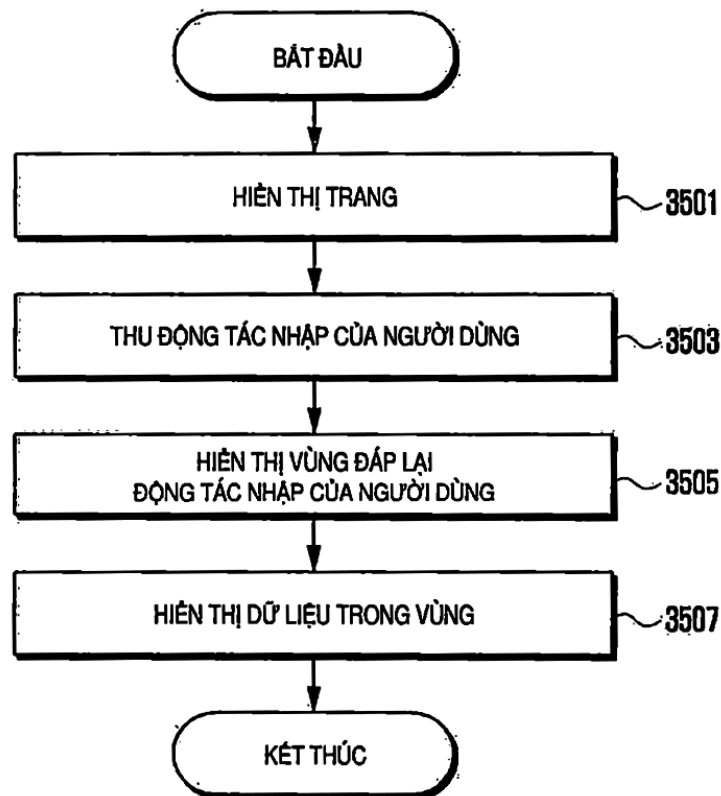 BẮT ĐẦU
HIỂN THỊ TRANG
3501
THU ĐỘNG TÁC NHẬP CỦA NGƯỜI DÙNG
3503
HIỂN THỊ VÙNG ĐÁP LẠI
ĐỘNG TÁC NHẬP CỦA NGƯỜI DÙNG
3505
HIỂN THỊ DỮ LIỆU TRONG VÙNG
3507
KẾT THÚC